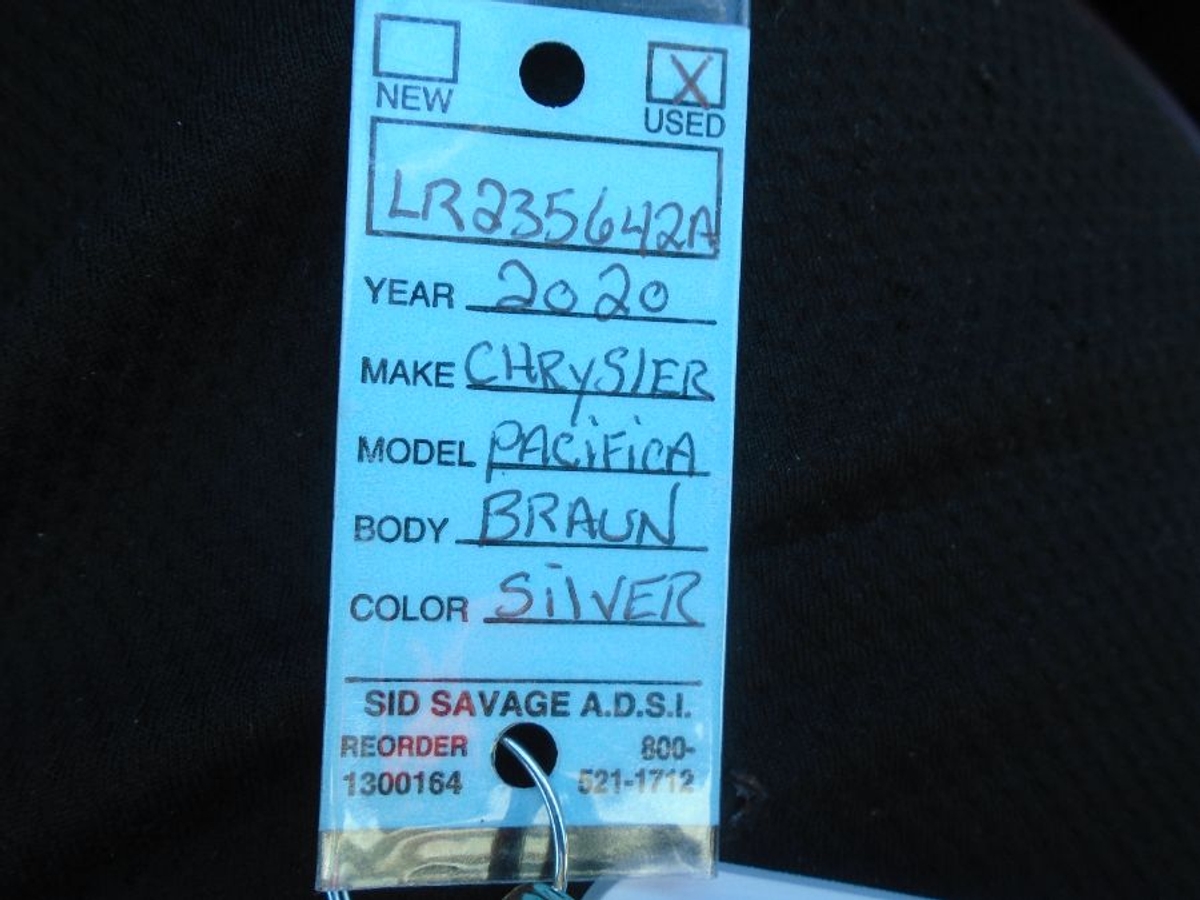 NEW
X
USED
LR235642A
YEAR 2020
MAKE CHRYSLER
MODEL PACiFiCA
BODY BRAUN
COLOR SilVER
SID SAVAGE A.D.S.I.
REORDER 800-
1300164 521-1712